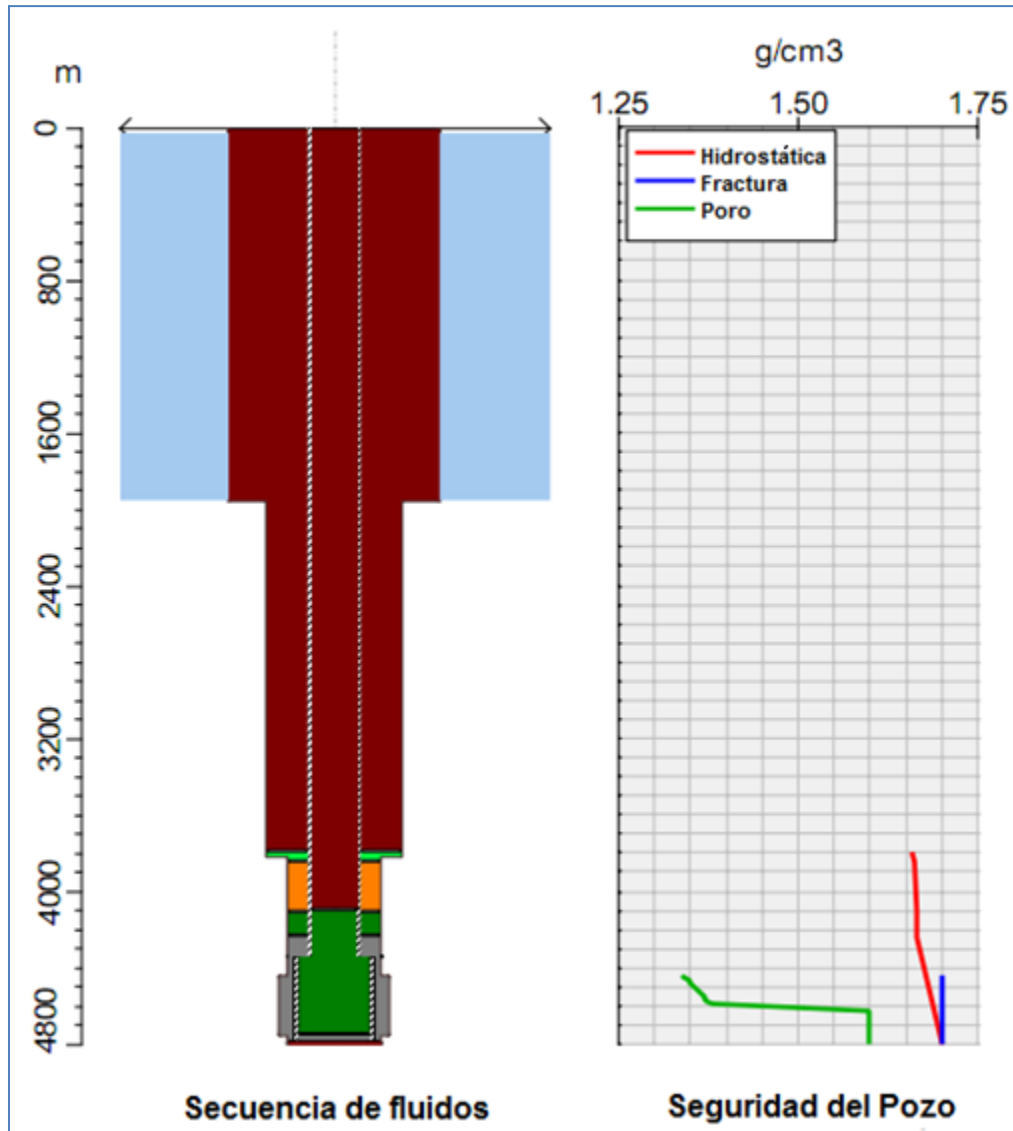 m
0
800
1600
2400
3200
4000
4800
Secuencia de fluidos
g/cm3
1.25 1.50 1.75
Hidrostática
Fractura
Poro
Seguridad del Pozo